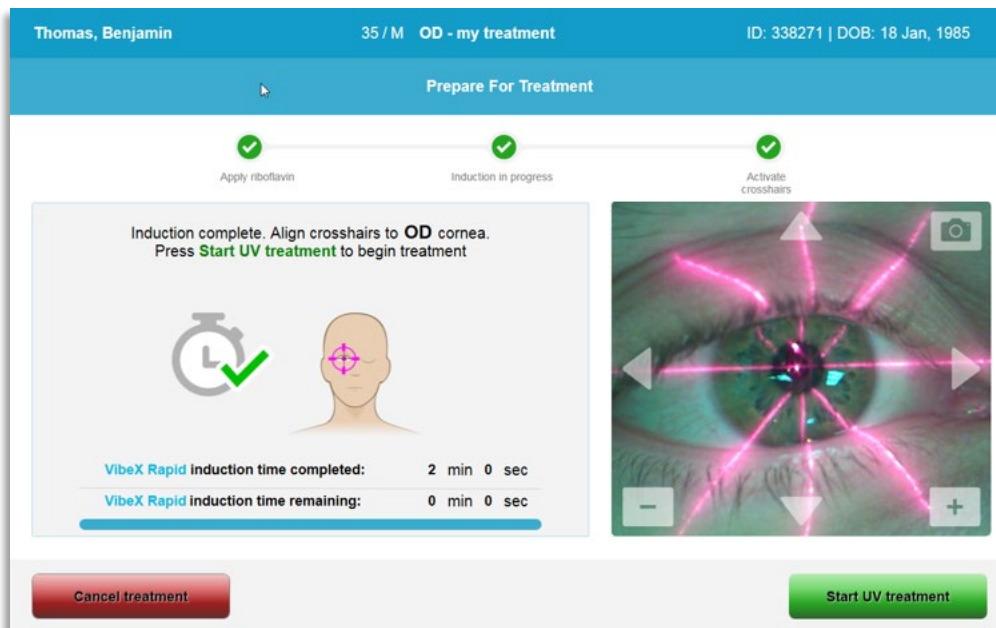 Thomas, Benjamin 35 / M OD - my treatment ID: 338271 | DOB: 18 Jan, 1985
Prepare For Treatment
Apply riboflavin
Induction in progress
Activate
crosshairs
Induction complete. Align crosshairs to OD cornea.
Press Start UV treatment to begin treatment
VibeX Rapid induction time completed: 2 min 0 sec
VibeX Rapid induction time remaining: 0 min 0 sec
Cancel treatment
Start UV treatment